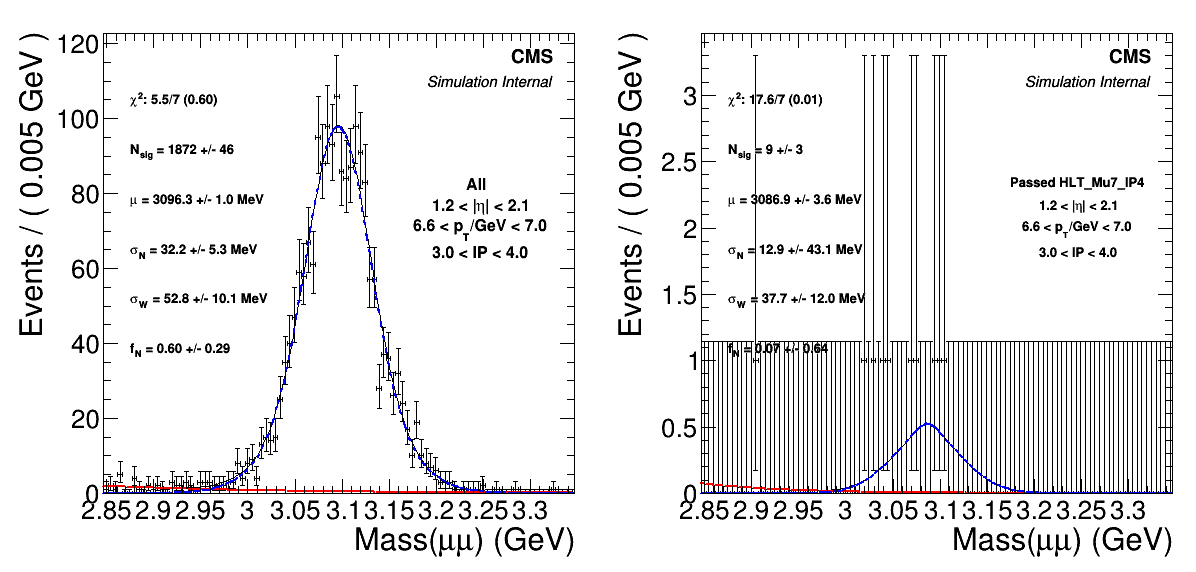 120
100
80
60
40
20
0
Events / ( 0.005 GeV )
CMS
Simulation Internal
χ²: 5.5/7 (0.60)
N_sig = 1872 +/- 46
μ = 3096.3 +/- 1.0 MeV
σ_N = 32.2 +/- 5.3 MeV
σ_W = 52.8 +/- 10.1 MeV
f_N = 0.60 +/- 0.29
All
1.2 < |η| < 2.1
6.6 < p_T/GeV < 7.0
3.0 < IP < 4.0
2.85 2.9 2.95 3 3.05 3.1 3.15 3.2 3.25 3.3
Mass(μμ) (GeV)
3
2.5
2
1.5
1
0.5
0
Events / ( 0.005 GeV )
CMS
Simulation Internal
χ²: 17.6/7 (0.01)
N_sig = 9 +/- 3
μ = 3086.9 +/- 3.6 MeV
σ_N = 12.9 +/- 43.1 MeV
σ_W = 37.7 +/- 12.0 MeV
f_N = 0.07 +/- 0.64
Passed HLT_Mu7_IP4
1.2 < |η| < 2.1
6.6 < p_T/GeV < 7.0
3.0 < IP < 4.0
2.85 2.9 2.95 3 3.05 3.1 3.15 3.2 3.25 3.3
Mass(μμ) (GeV)